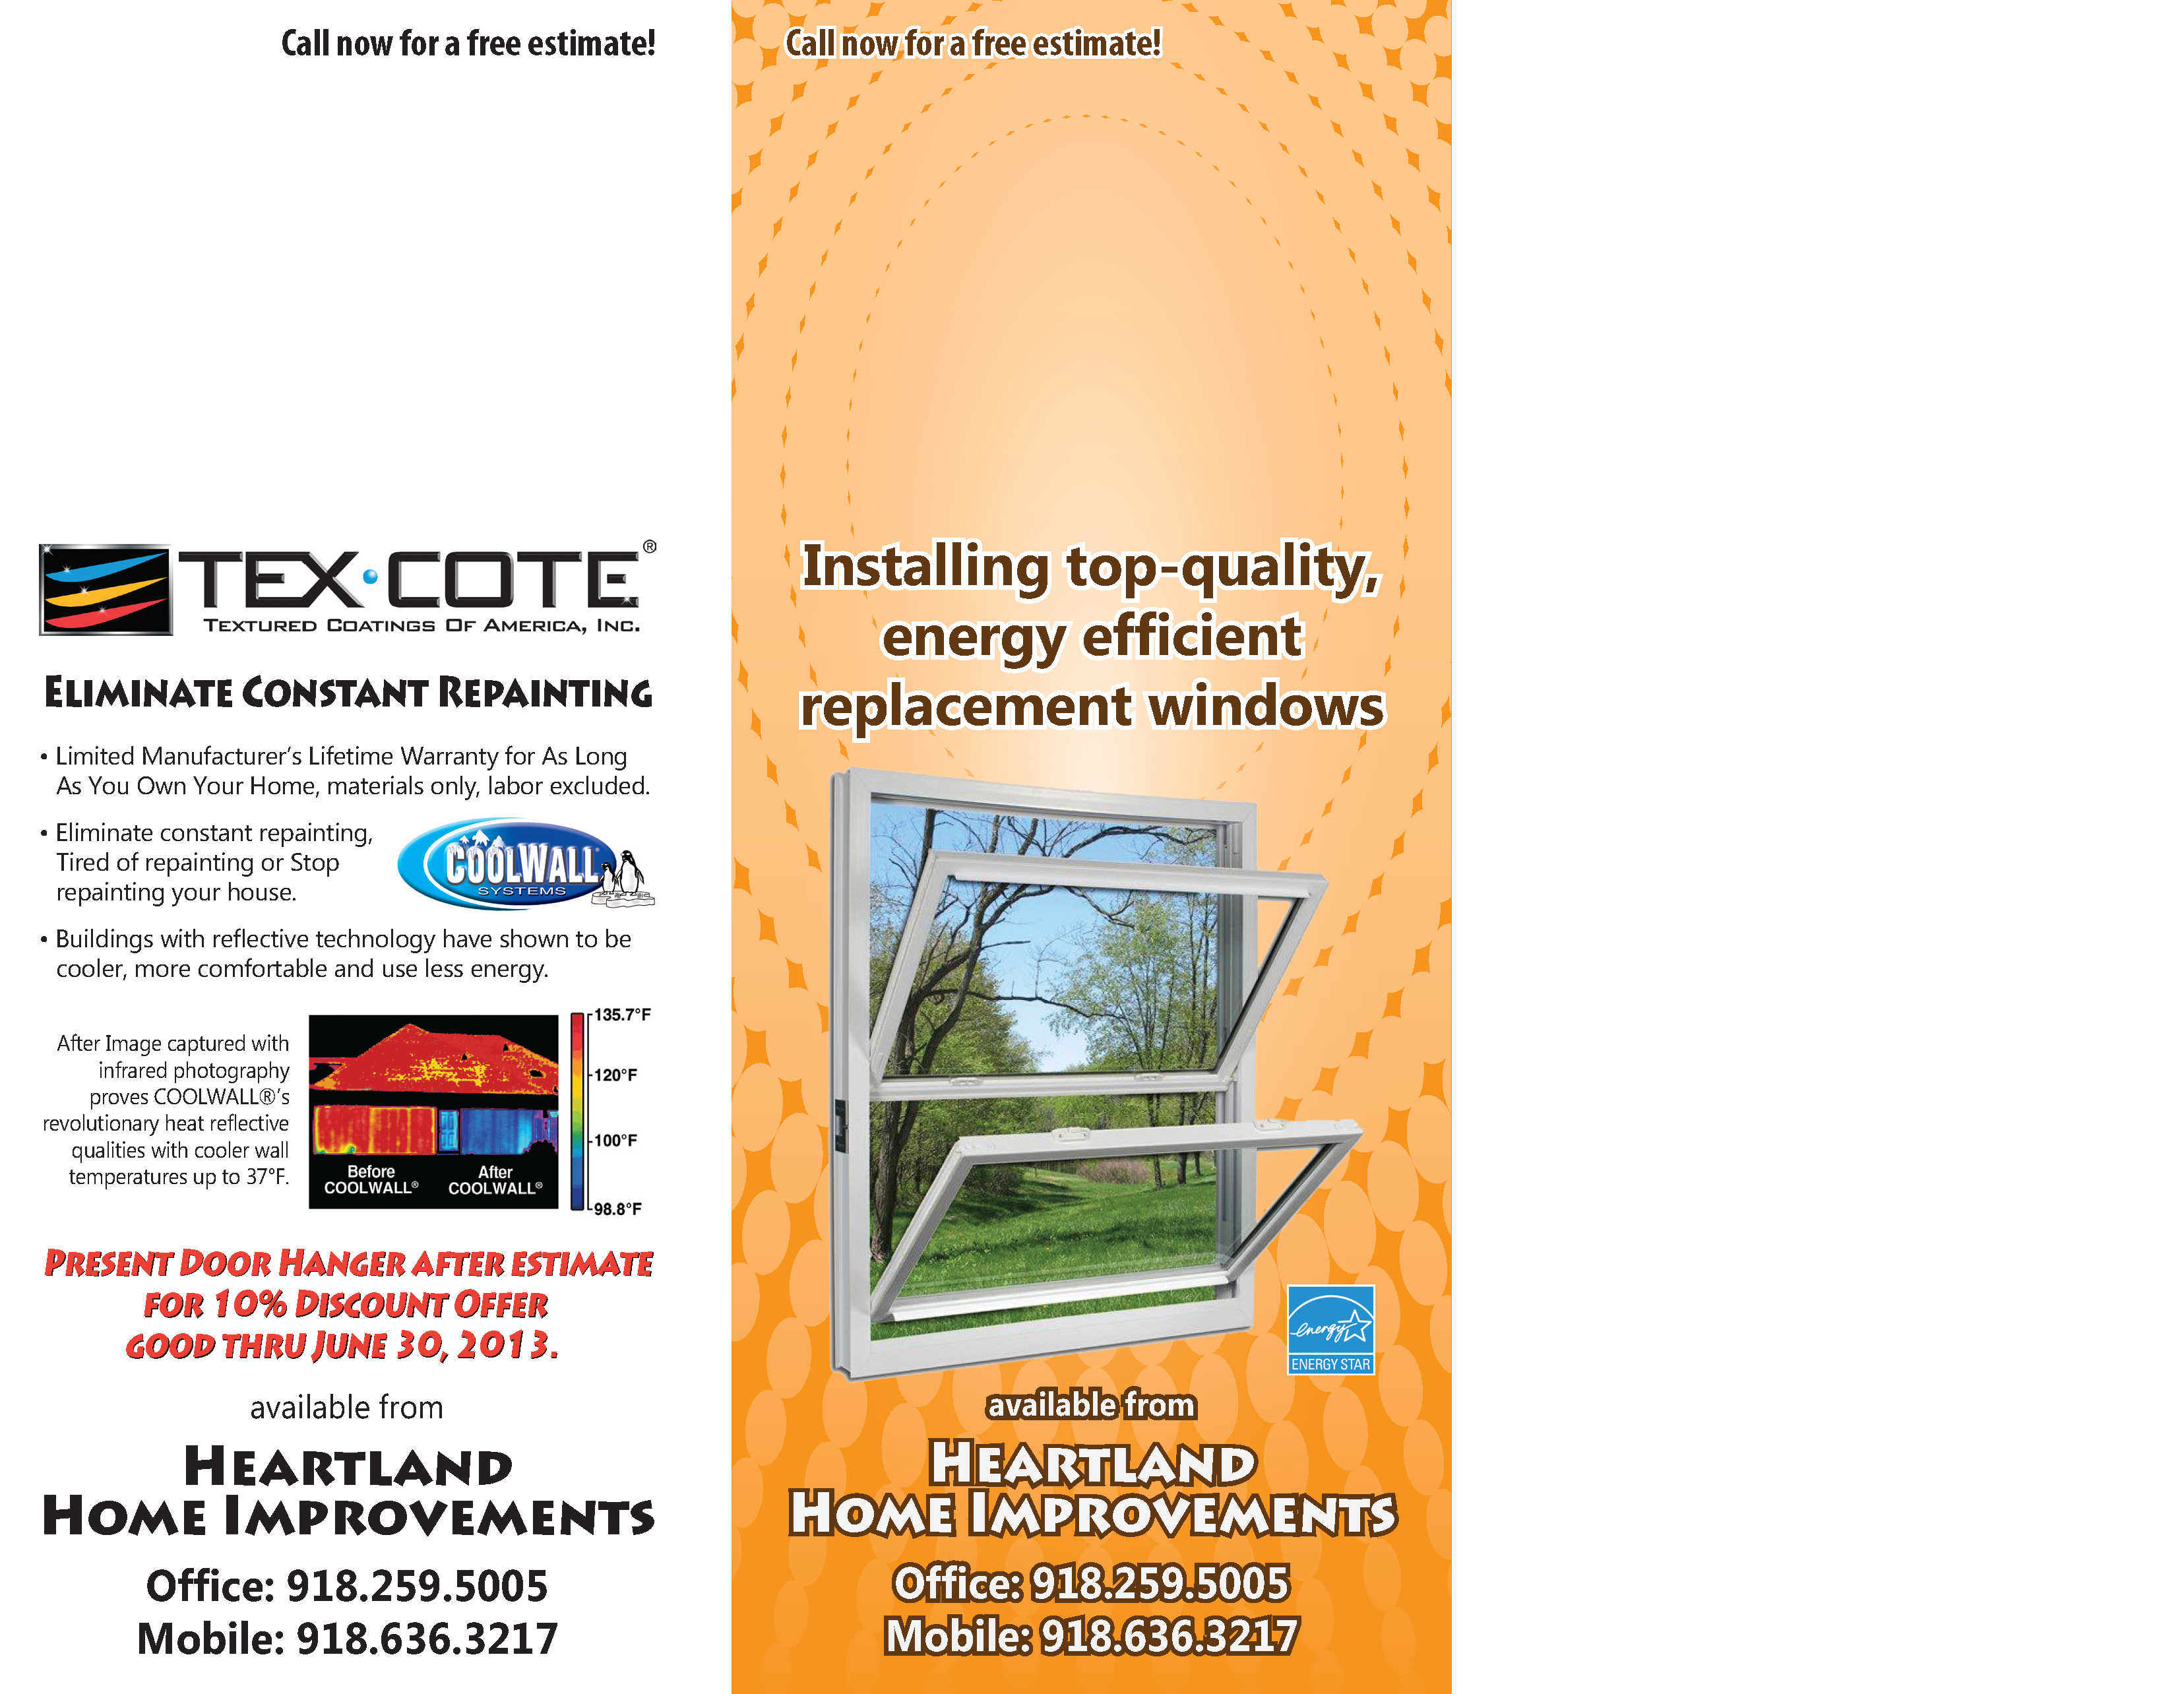 Call now for a free estimate!
TEX·COTE®
TEXTURED COATINGS OF AMERICA, INC.
ELIMINATE CONSTANT REPAINTING
• Limited Manufacturer’s Lifetime Warranty for As Long
As You Own Your Home, materials only, labor excluded.
• Eliminate constant repainting,
Tired of repainting or Stop
repainting your house.
COOLWALL
SYSTEMS
• Buildings with reflective technology have shown to be
cooler, more comfortable and use less energy.
After Image captured with
infrared photography
proves COOLWALL®’s
revolutionary heat reflective
qualities with cooler wall
temperatures up to 37°F.
Before
COOLWALL®
After
COOLWALL®
135.7°F
120°F
100°F
98.8°F
PRESENT DOOR HANGER AFTER ESTIMATE
FOR 10% DISCOUNT OFFER
GOOD THRU JUNE 30, 2013.
available from
HEARTLAND
HOME IMPROVEMENTS
Office: 918.259.5005
Mobile: 918.636.3217
Call now for a free estimate!
Installing top-quality,
energy efficient
replacement windows
energy
ENERGY STAR
available from
HEARTLAND
HOME IMPROVEMENTS
Office: 918.259.5005
Mobile: 918.636.3217